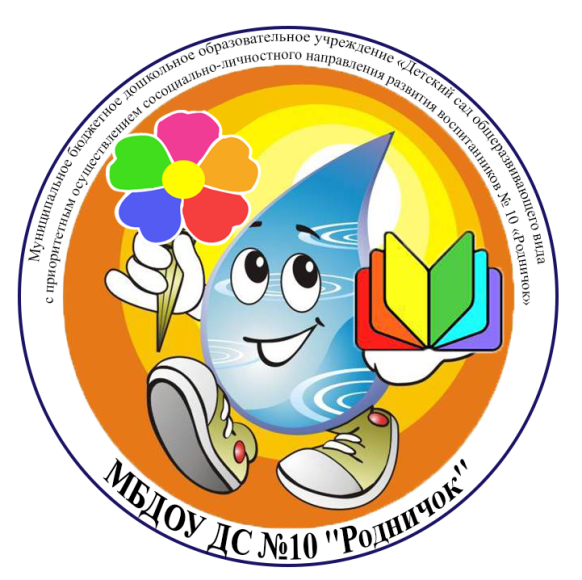 Муниципальное бюджетное дошкольное образовательное учреждение «Детский сад общеразвивающего вида
с приоритетным осуществлением сосоциально-личностного направления развития воспитанников № 10 «Родничок»
МБДОУ ДС №10 "Родничок"